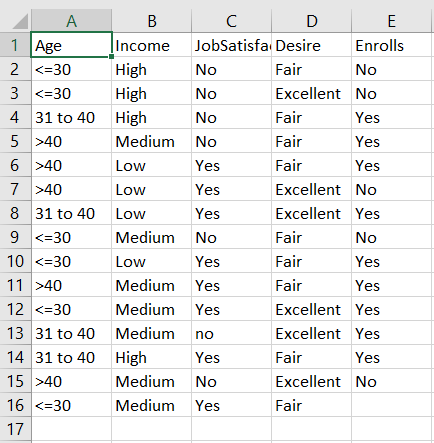 A B C D E
1 Age Income JobSatisfa Desire Enrolls
2 <=30 High No Fair No
3 <=30 High No Excellent No
4 31 to 40 High No Fair Yes
5 >40 Medium No Fair Yes
6 >40 Low Yes Fair Yes
7 >40 Low Yes Excellent No
8 31 to 40 Low Yes Excellent Yes
9 <=30 Medium No Fair No
10 <=30 Low Yes Fair Yes
11 >40 Medium Yes Fair Yes
12 <=30 Medium Yes Excellent Yes
13 31 to 40 Medium no Excellent Yes
14 31 to 40 High Yes Fair Yes
15 >40 Medium No Excellent No
16 <=30 Medium Yes Fair
17